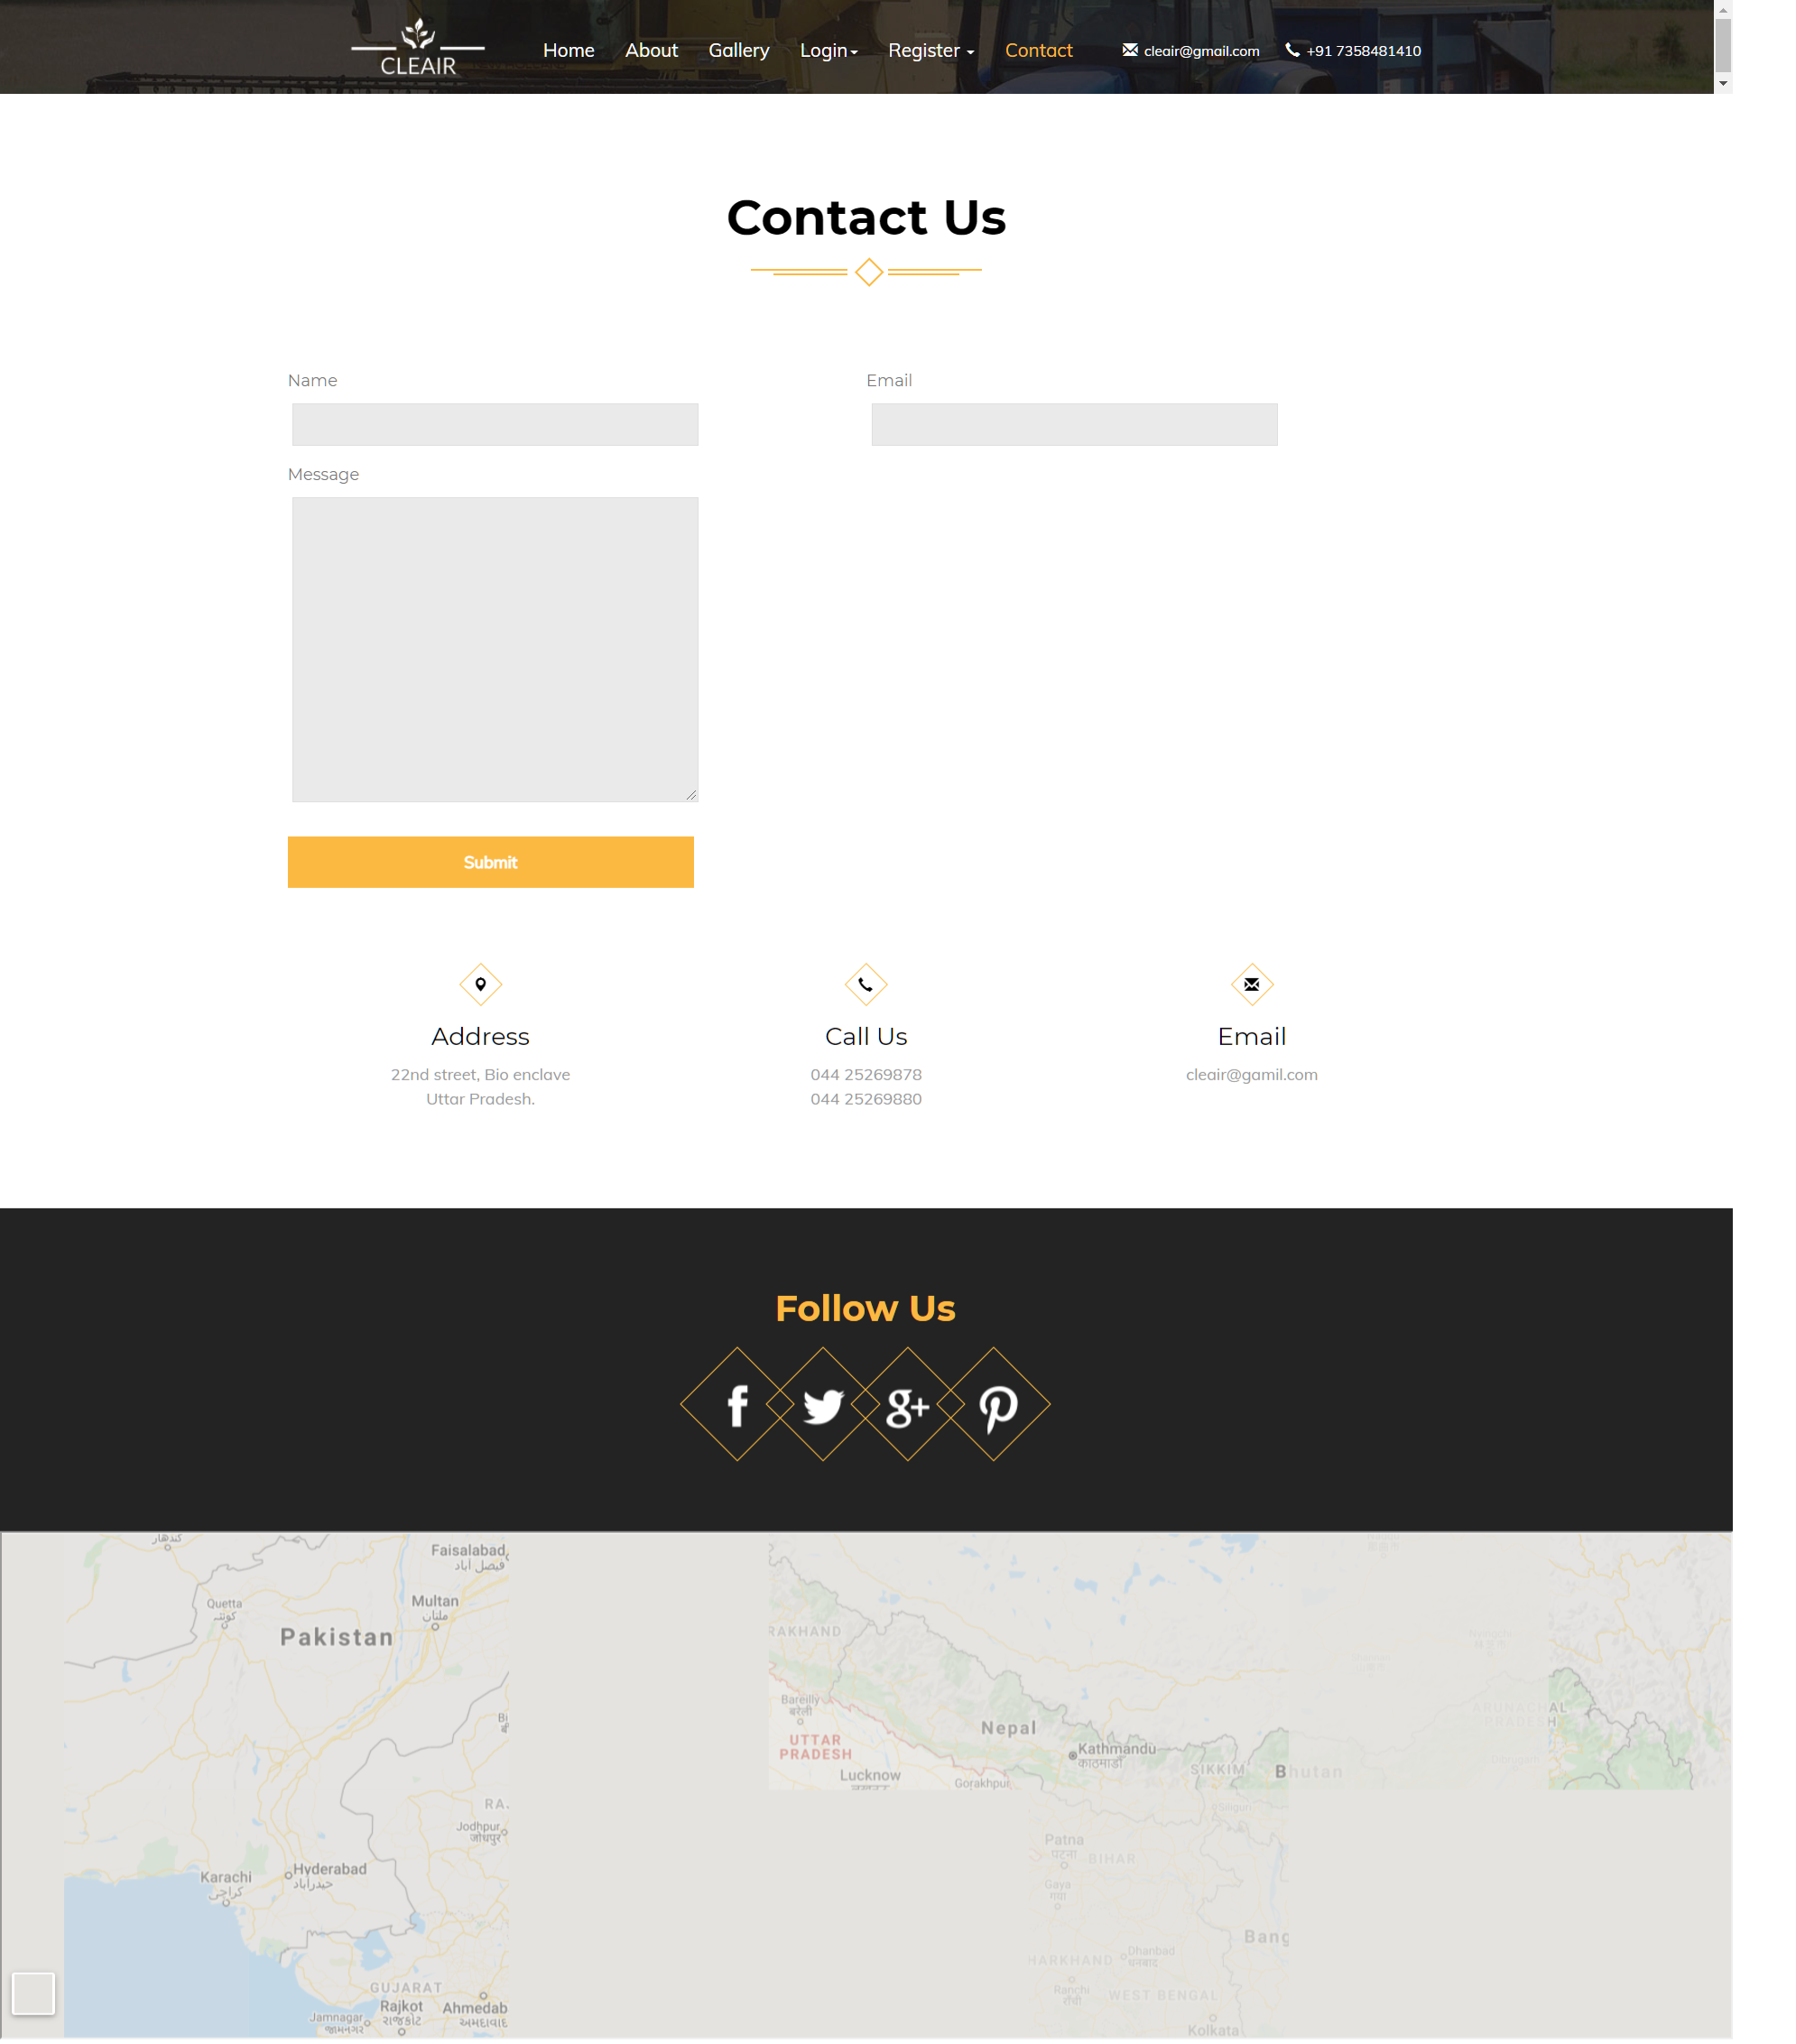 CLEAIR
Home About Gallery Login Register Contact cleair@gmail.com +91 7358481410
Contact Us
Name Email
Message
Submit
Address Call Us Email
22nd street, Bio enclave 044 25269878 cleair@gamil.com
Uttar Pradesh. 044 25269880
Follow Us
f g+
Faisalabad
فيصل آباد
Quetta
Multan
ملتان
Pakistan
RAKHAND
Bareilly
बरेली
UTTAR
PRADESH
Nepal
Kathmandu
काठमाडौं
SIKKIM
Bhutan
Lucknow
Gorakhpur
Siliguri
Jodhpur
जोधपुर
Patna
पटना
BIHAR
Hyderabad
حيدرآباد
Karachi
كراچی
Gaya
गया
Bang
HARKHAND
Dhanbad
धनबाद
GUJARAT
Ranchi
राँची
WEST BENGAL
Rajkot
રાજકોટ
Ahmedab
અમદાવાદ
Jamnagar
જામનગર
Kolkata